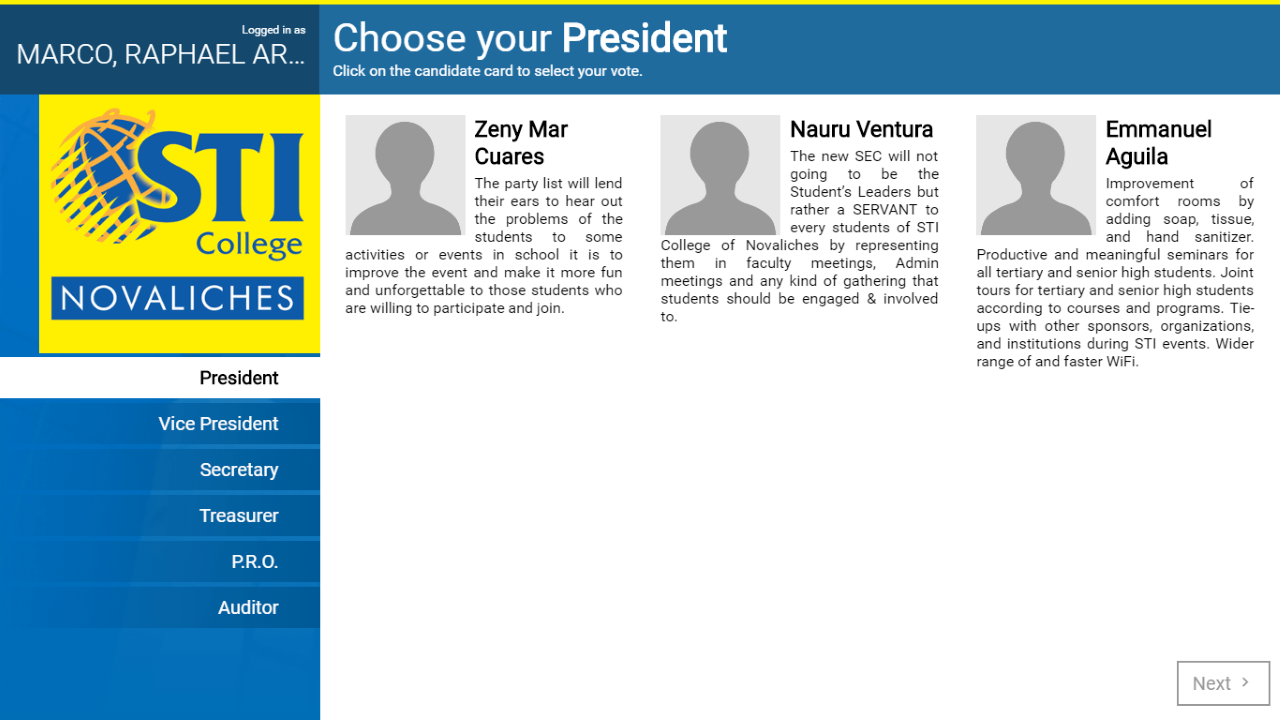 Logged in as
MARCO, RAPHAEL AR...
Choose your President
Click on the candidate card to select your vote.
STI
College
NOVALICHES
President
Vice President
Secretary
Treasurer
P.R.O.
Auditor
Zeny Mar
Cuares
The party list will lend
their ears to hear out
the problems of the
students to some
activities or events in school it is to
improve the event and make it more fun
and unforgettable to those students who
are willing to participate and join.
Nauru Ventura
The new SEC will not
going to be the
Student’s Leaders but
rather a SERVANT to
every students of STI
College of Novaliches by representing
them in faculty meetings, Admin
meetings and any kind of gathering that
students should be engaged & involved
to.
Emmanuel
Aguila
Improvement of
comfort rooms by
adding soap, tissue,
and hand sanitizer.
Productive and meaningful seminars for
all tertiary and senior high students. Joint
tours for tertiary and senior high students
according to courses and programs. Tie-
ups with other sponsors, organizations,
and institutions during STI events. Wider
range of and faster WiFi.
Next